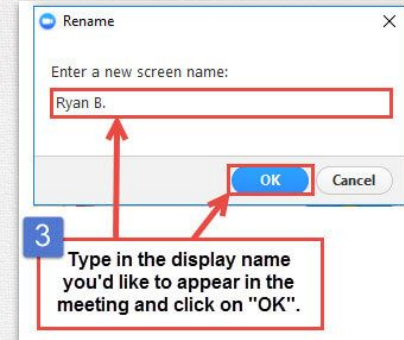 Rename
Enter a new screen name:
Ryan B.
OK Cancel
3
Type in the display name
you'd like to appear in the
meeting and click on "OK".